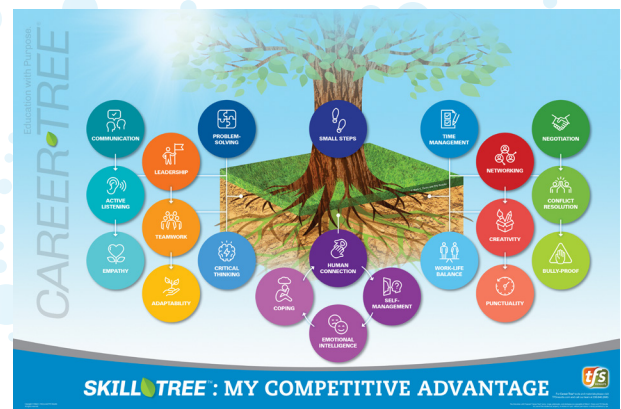 Education with Purpose
CAREER TREE
COMMUNICATION
ACTIVE
LISTENING
EMPATHY
LEADERSHIP
TEAMWORK
ADAPTABILITY
PROBLEM-
SOLVING
CRITICAL
THINKING
SMALL STEPS
HUMAN
CONNECTION
COPING
SELF-
MANAGEMENT
EMOTIONAL
INTELLIGENCE
TIME
MANAGEMENT
WORK-LIFE
BALANCE
NETWORKING
CREATIVITY
PUNCTUALITY
NEGOTIATION
CONFLICT
RESOLUTION
BULLY-PROOF
SKILL TREE™: MY COMPETITIVE ADVANTAGE
tfs